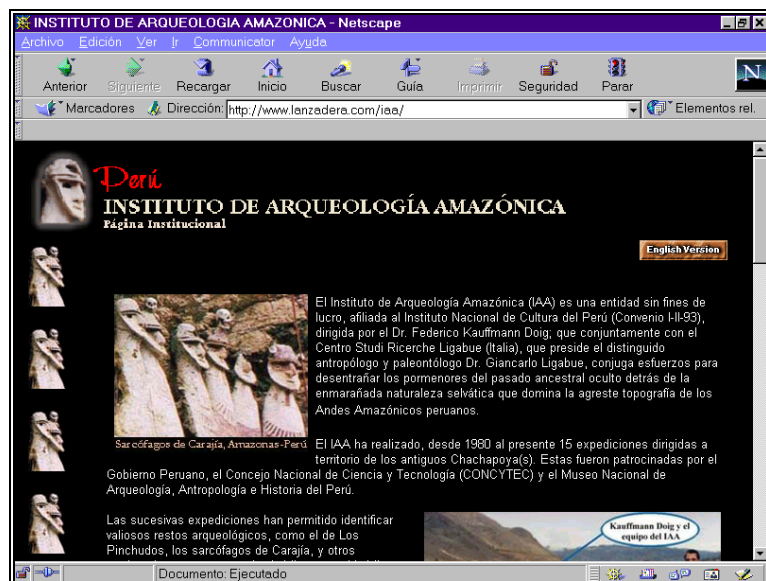 INSTITUTO DE ARQUEOLOGIA AMAZONICA - Netscape
Archivo Edición Ver Ir Communicator Ayuda
Anterior Siguiente Recargar Inicio Buscar Guía Imprimir Seguridad Parar
N
Marcadores Dirección: http://www.lanzadera.com/iaa/ Elementos rel.
Perú
INSTITUTO DE ARQUEOLOGÍA AMAZÓNICA
Página Institucional
English Version
El Instituto de Arqueología Amazónica (IAA) es una entidad sin fines de
lucro, afiliada al Instituto Nacional de Cultura del Perú (Convenio I-II-93),
dirigida por el Dr. Federico Kauffmann Doig; que conjuntamente con el
Centro Studi Ricerche Ligabue (Italia), que preside el distinguido
antropólogo y paleontólogo Dr. Giancarlo Ligabue, conjuga esfuerzos para
desentrañar los pormenores del pasado ancestral oculto detrás de la
enmarañada naturaleza selvática que domina la agreste topografía de los
Andes Amazónicos peruanos.
Sarcófagos de Carajía, Amazonas-Perú
El IAA ha realizado, desde 1980 al presente 15 expediciones dirigidas a
territorio de los antiguos Chachapoya(s). Estas fueron patrocinadas por el
Gobierno Peruano, el Concejo Nacional de Ciencia y Tecnología (CONCYTEC) y el Museo Nacional de
Arqueología, Antropología e Historia del Perú.
Las sucesivas expediciones han permitido identificar
valiosos restos arqueológicos, como el de Los
Pinchudos, los sarcófagos de Carajía, y otros
Kauffmann Doig y el
equipo del IAA
Documento: Ejecutado